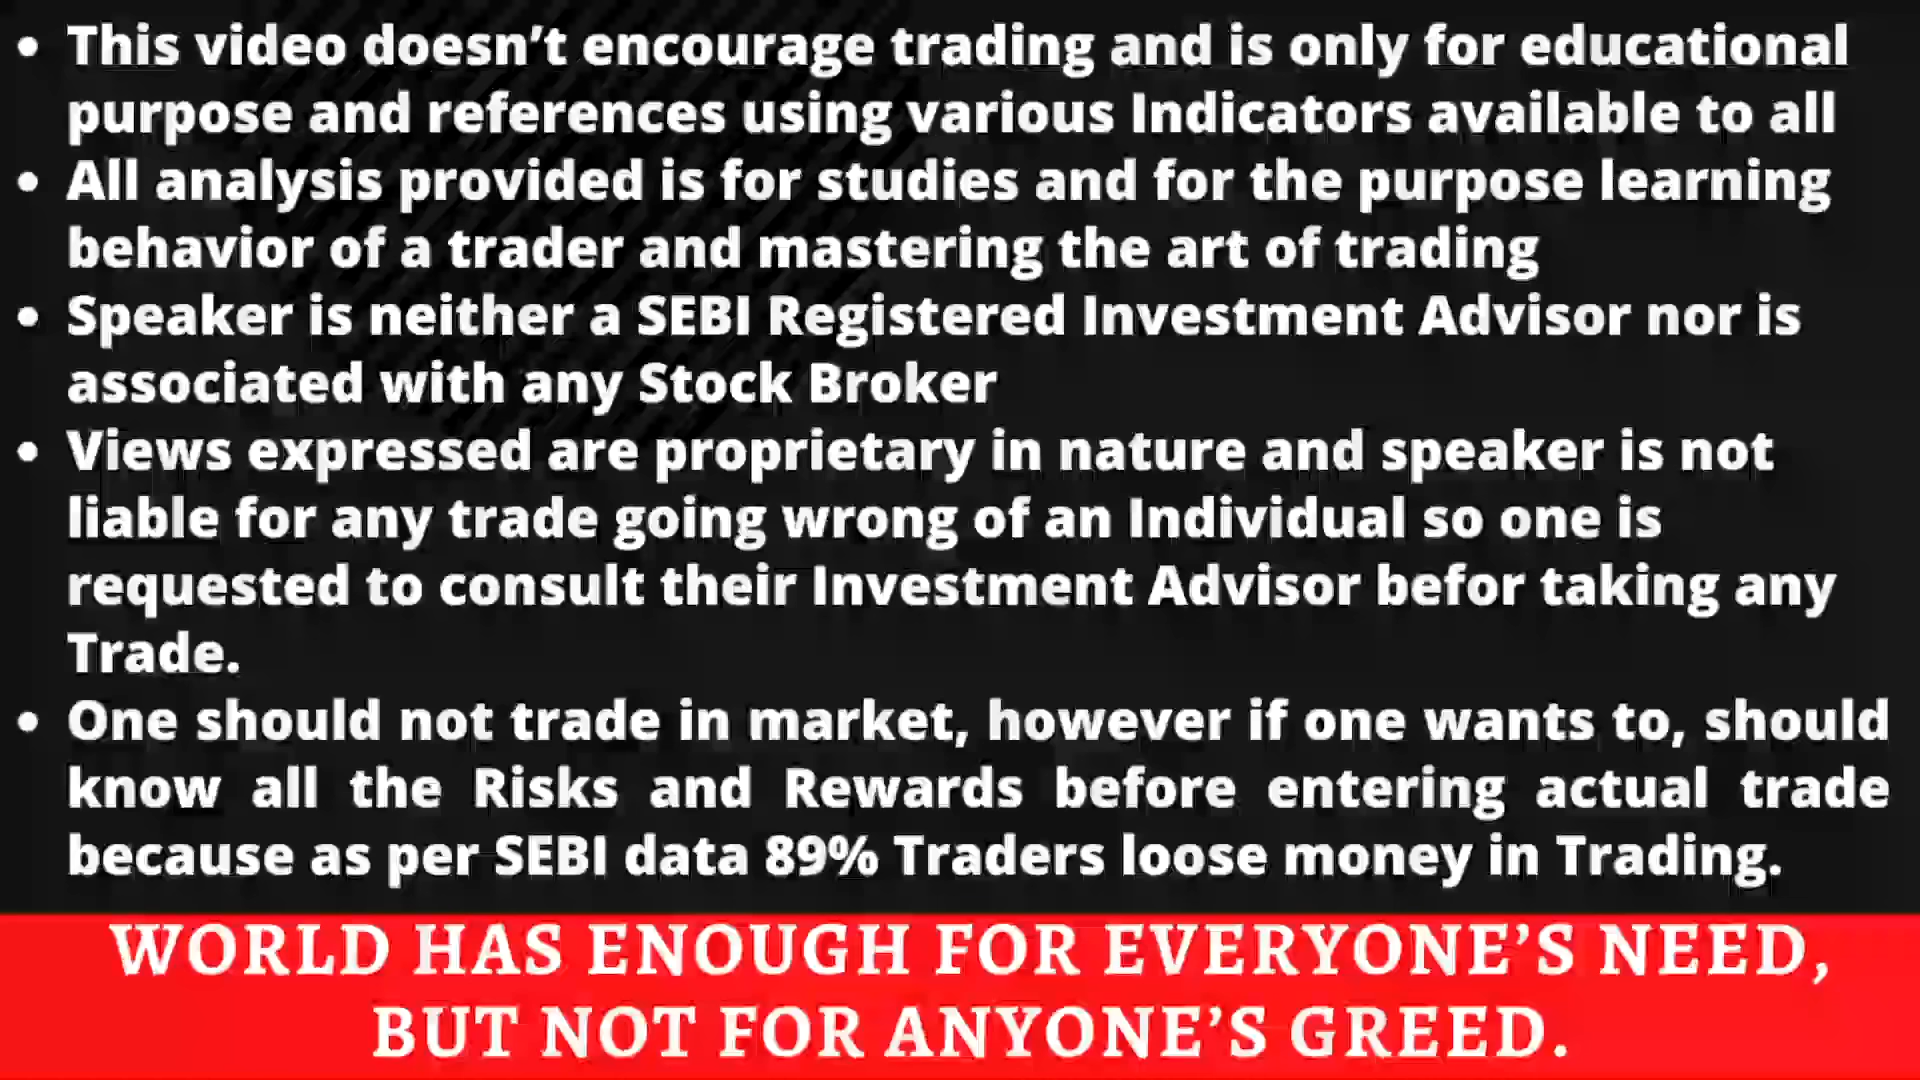 • This video doesn’t encourage trading and is only for educational
purpose and references using various Indicators available to all
• All analysis provided is for studies and for the purpose learning
behavior of a trader and mastering the art of trading
• Speaker is neither a SEBI Registered Investment Advisor nor is
associated with any Stock Broker
• Views expressed are proprietary in nature and speaker is not
liable for any trade going wrong of an Individual so one is
requested to consult their Investment Advisor befor taking any
Trade.
• One should not trade in market, however if one wants to, should
know all the Risks and Rewards before entering actual trade
because as per SEBI data 89% Traders loose money in Trading.
WORLD HAS ENOUGH FOR EVERYONE’S NEED,
BUT NOT FOR ANYONE’S GREED.